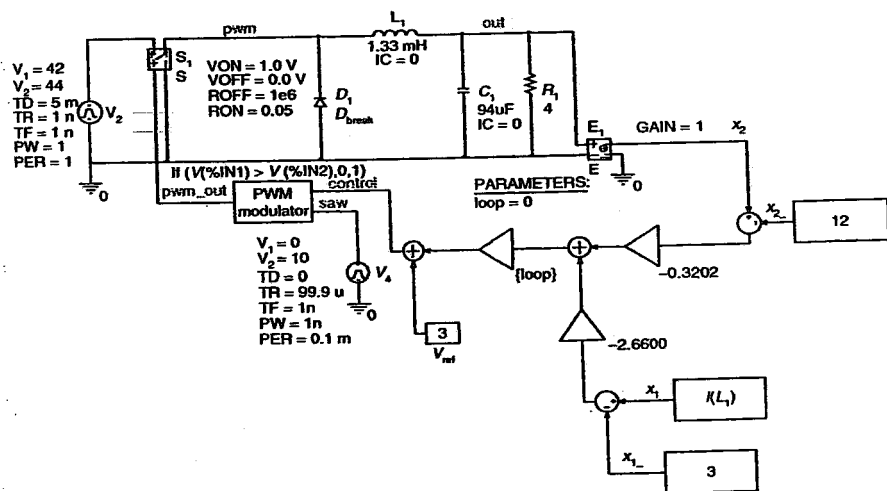 pwm
L₁
out
1.33 mH
IC = 0
S₁
S
V₁ = 42
V₂ = 44
TD = 5 m
TR = 1 n
TF = 1 n
PW = 1
PER = 1
V₂
VON = 1.0 V
VOFF = 0.0 V
ROFF = 1e6
RON = 0.05
D₁
D_break
C₁
94uF
IC = 0
R₁
4
E₁
GAIN = 1
x₂
E
0
0
If (V(%IN1) > V (%IN2),0,1)
pwm_out
PWM
modulator
control
saw
PARAMETERS:
loop = 0
x₂_
12
V₁ = 0
V₂ = 10
TD = 0
TR = 99.9 u
TF = 1n
PW = 1n
PER = 0.1 m
V₄
0
{loop}
-0.3202
3
V_ref
-2.6600
x₁
I(L₁)
x₁_
3